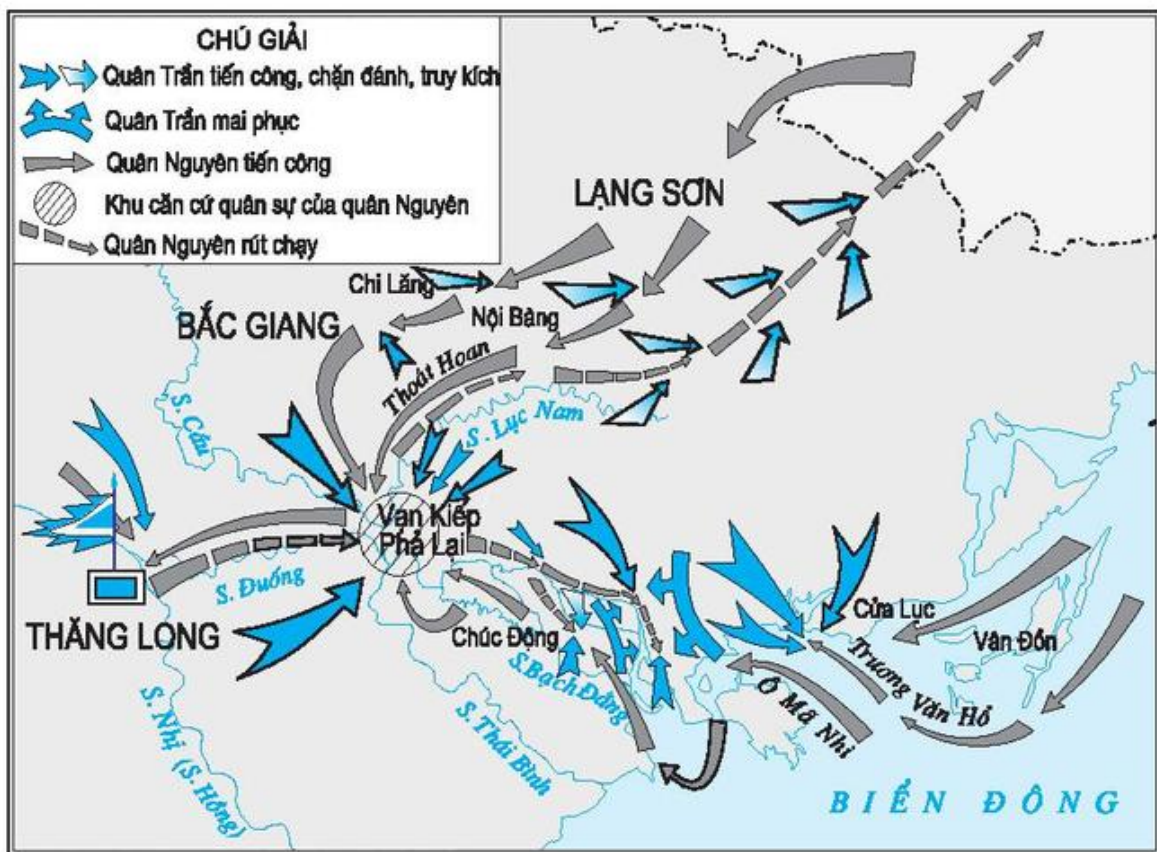 CHÚ GIẢI
Quân Trần tiến công, chặn đánh, truy kích
Quân Trần mai phục
Quân Nguyên tiến công
Khu căn cứ quân sự của quân Nguyên
Quân Nguyên rút chạy
LẠNG SƠN
Chi Lăng
Nội Bàng
BẮC GIANG
Thoát Hoan
S. Cầu
S. Lục Nam
Vạn Kiếp
Phả Lại
S. Đuống
THĂNG LONG
Chúc Động
S. Bạch Đằng
Cửa Lục
Vân Đồn
Trương Văn Hổ
Ô Mã Nhi
S. Nhị (S. Hồng)
S. Thái Bình
BIỂN ĐÔNG